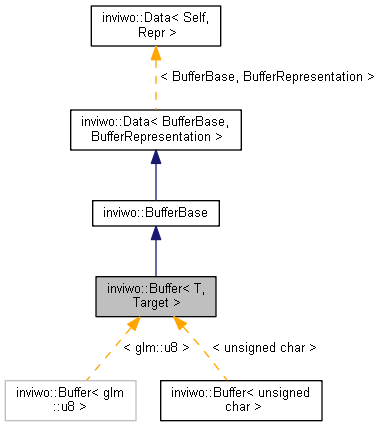 inviwo::Data< Self,
Repr >
< BufferBase, BufferRepresentation >
inviwo::Data< BufferBase,
BufferRepresentation >
inviwo::BufferBase
inviwo::Buffer< T,
Target >
< glm::u8 >
< unsigned char >
inviwo::Buffer< glm
::u8 >
inviwo::Buffer< unsigned
char >